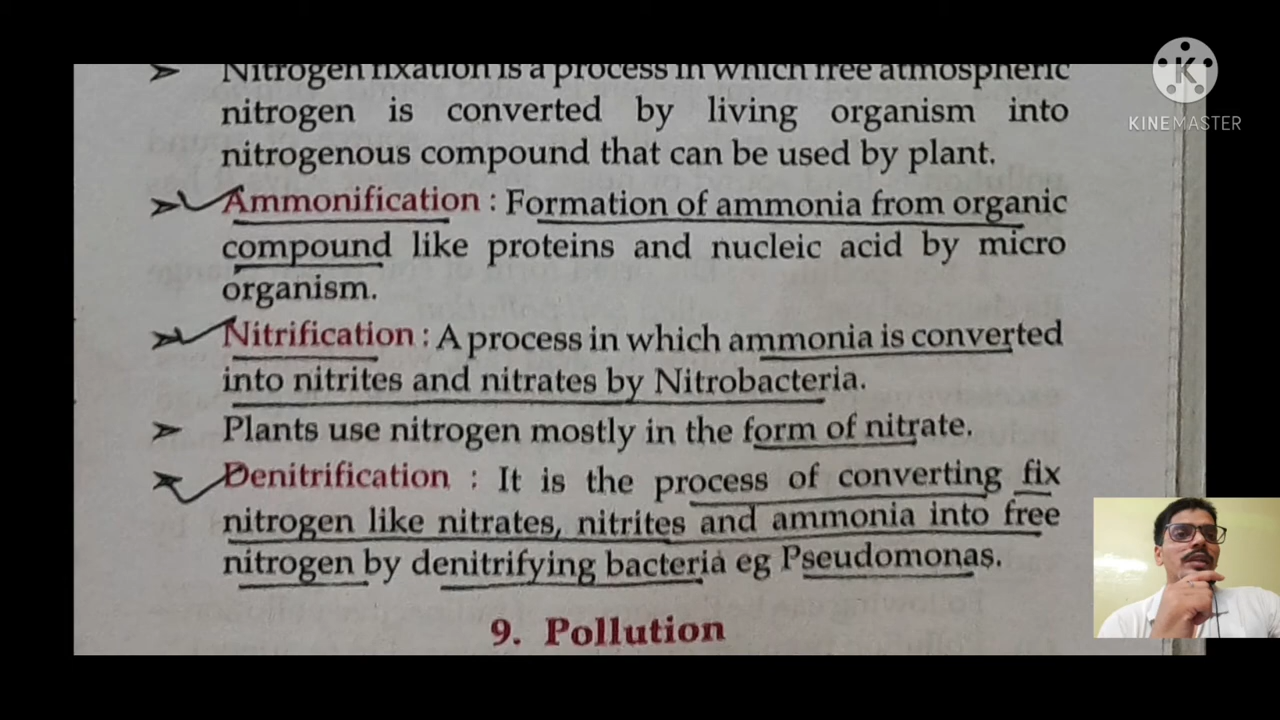 Nitrogen fixation is a process in which free atmospheric
nitrogen is converted by living organism into
nitrogenous compound that can be used by plant.
Ammonification : Formation of ammonia from organic
compound like proteins and nucleic acid by micro
organism.
Nitrification : A process in which ammonia is converted
into nitrites and nitrates by Nitrobacteria.
Plants use nitrogen mostly in the form of nitrate.
Denitrification : It is the process of converting fix
nitrogen like nitrates, nitrites and ammonia into free
nitrogen by denitrifying bacteria eg Pseudomonas.
9. Pollution
K
KINEMASTER